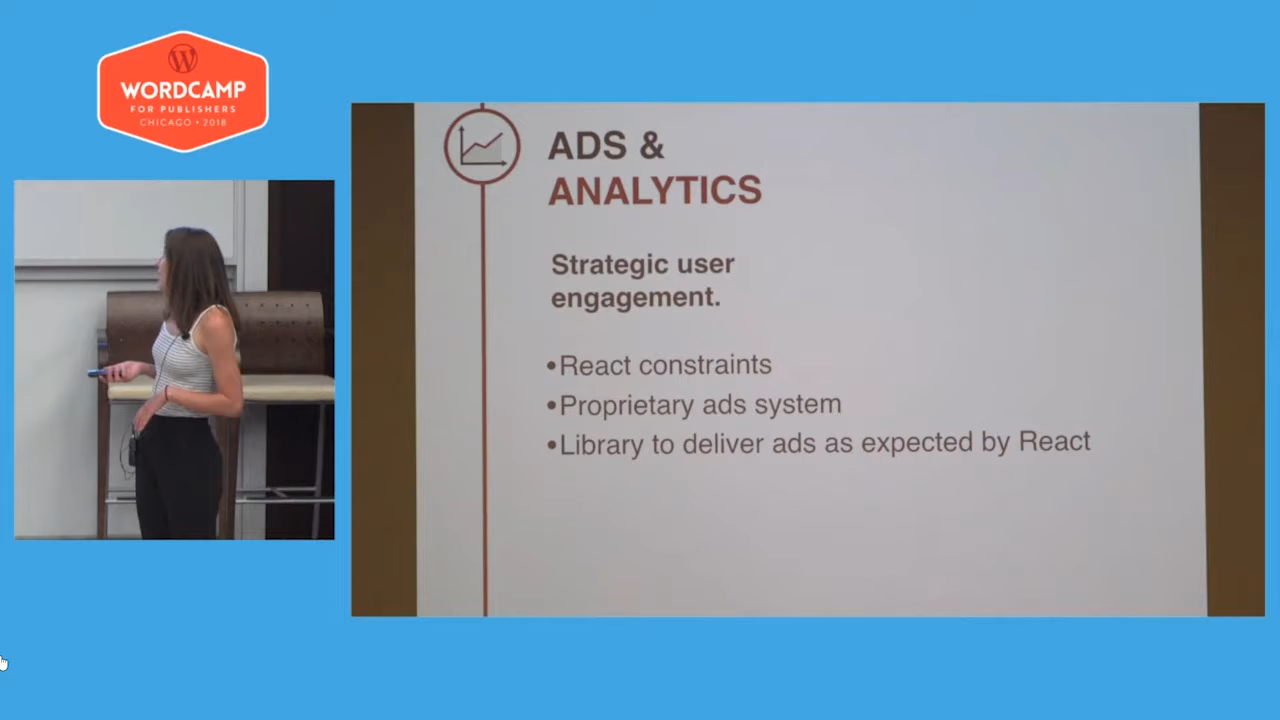 WORDCAMP
FOR PUBLISHERS
CHICAGO • 2018
ADS &
ANALYTICS
Strategic user
engagement.
•React constraints
•Proprietary ads system
•Library to deliver ads as expected by React